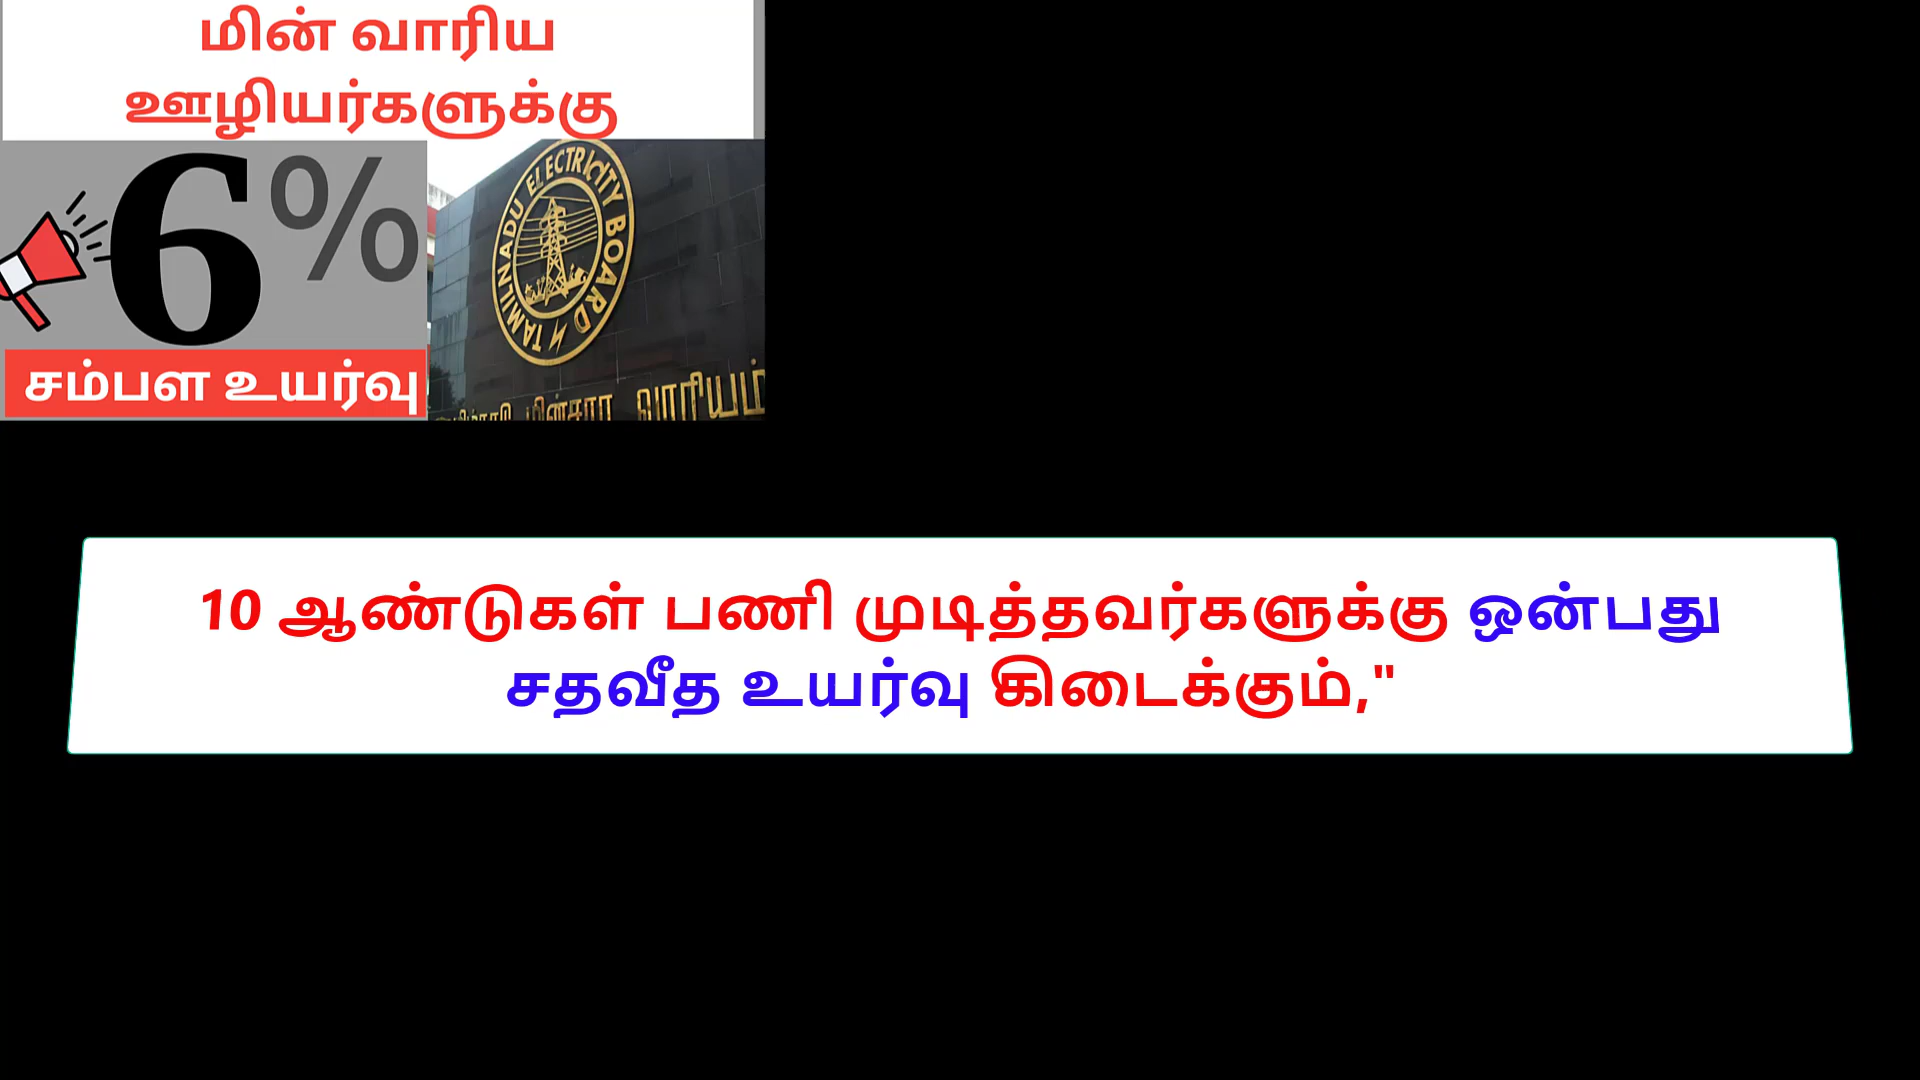 மின் வாரிய
ஊழியர்களுக்கு
6%
சம்பள உயர்வு
TAMILNADU ELECTRICITY BOARD
மின்சார வாரியம்
10 ஆண்டுகள் பணி முடித்தவர்களுக்கு ஒன்பது
சதவீத உயர்வு கிடைக்கும்,"